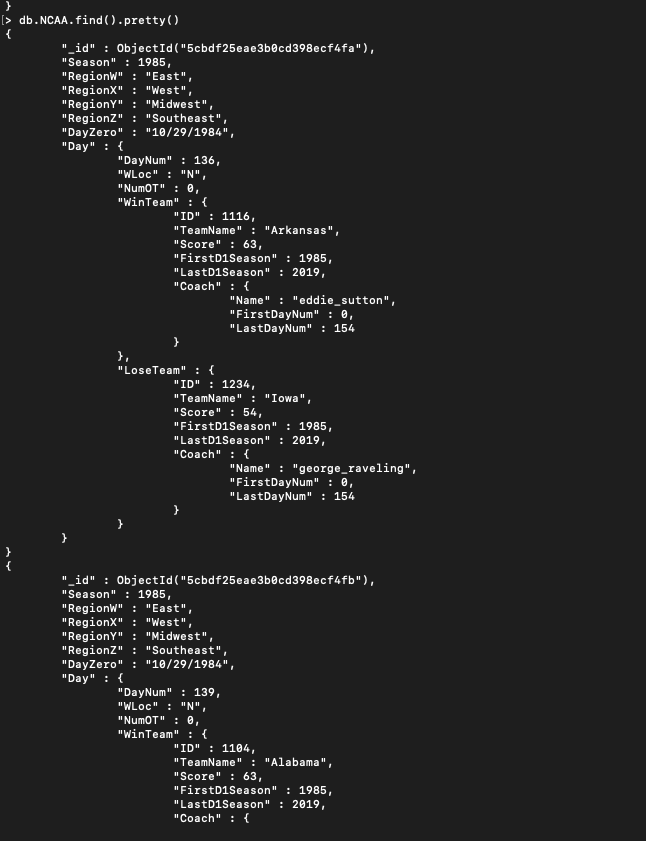 }
[> db.NCAA.find().pretty()
{
"_id" : ObjectId("5cbdf25eae3b0cd398ecf4fa"),
"Season" : 1985,
"RegionW" : "East",
"RegionX" : "West",
"RegionY" : "Midwest",
"RegionZ" : "Southeast",
"DayZero" : "10/29/1984",
"Day" : {
"DayNum" : 136,
"WLoc" : "N",
"NumOT" : 0,
"WinTeam" : {
"ID" : 1116,
"TeamName" : "Arkansas",
"Score" : 63,
"FirstD1Season" : 1985,
"LastD1Season" : 2019,
"Coach" : {
"Name" : "eddie_sutton",
"FirstDayNum" : 0,
"LastDayNum" : 154
}
},
"LoseTeam" : {
"ID" : 1234,
"TeamName" : "Iowa",
"Score" : 54,
"FirstD1Season" : 1985,
"LastD1Season" : 2019,
"Coach" : {
"Name" : "george_raveling",
"FirstDayNum" : 0,
"LastDayNum" : 154
}
}
}
}
{
"_id" : ObjectId("5cbdf25eae3b0cd398ecf4fb"),
"Season" : 1985,
"RegionW" : "East",
"RegionX" : "West",
"RegionY" : "Midwest",
"RegionZ" : "Southeast",
"DayZero" : "10/29/1984",
"Day" : {
"DayNum" : 139,
"WLoc" : "N",
"NumOT" : 0,
"WinTeam" : {
"ID" : 1104,
"TeamName" : "Alabama",
"Score" : 63,
"FirstD1Season" : 1985,
"LastD1Season" : 2019,
"Coach" : {